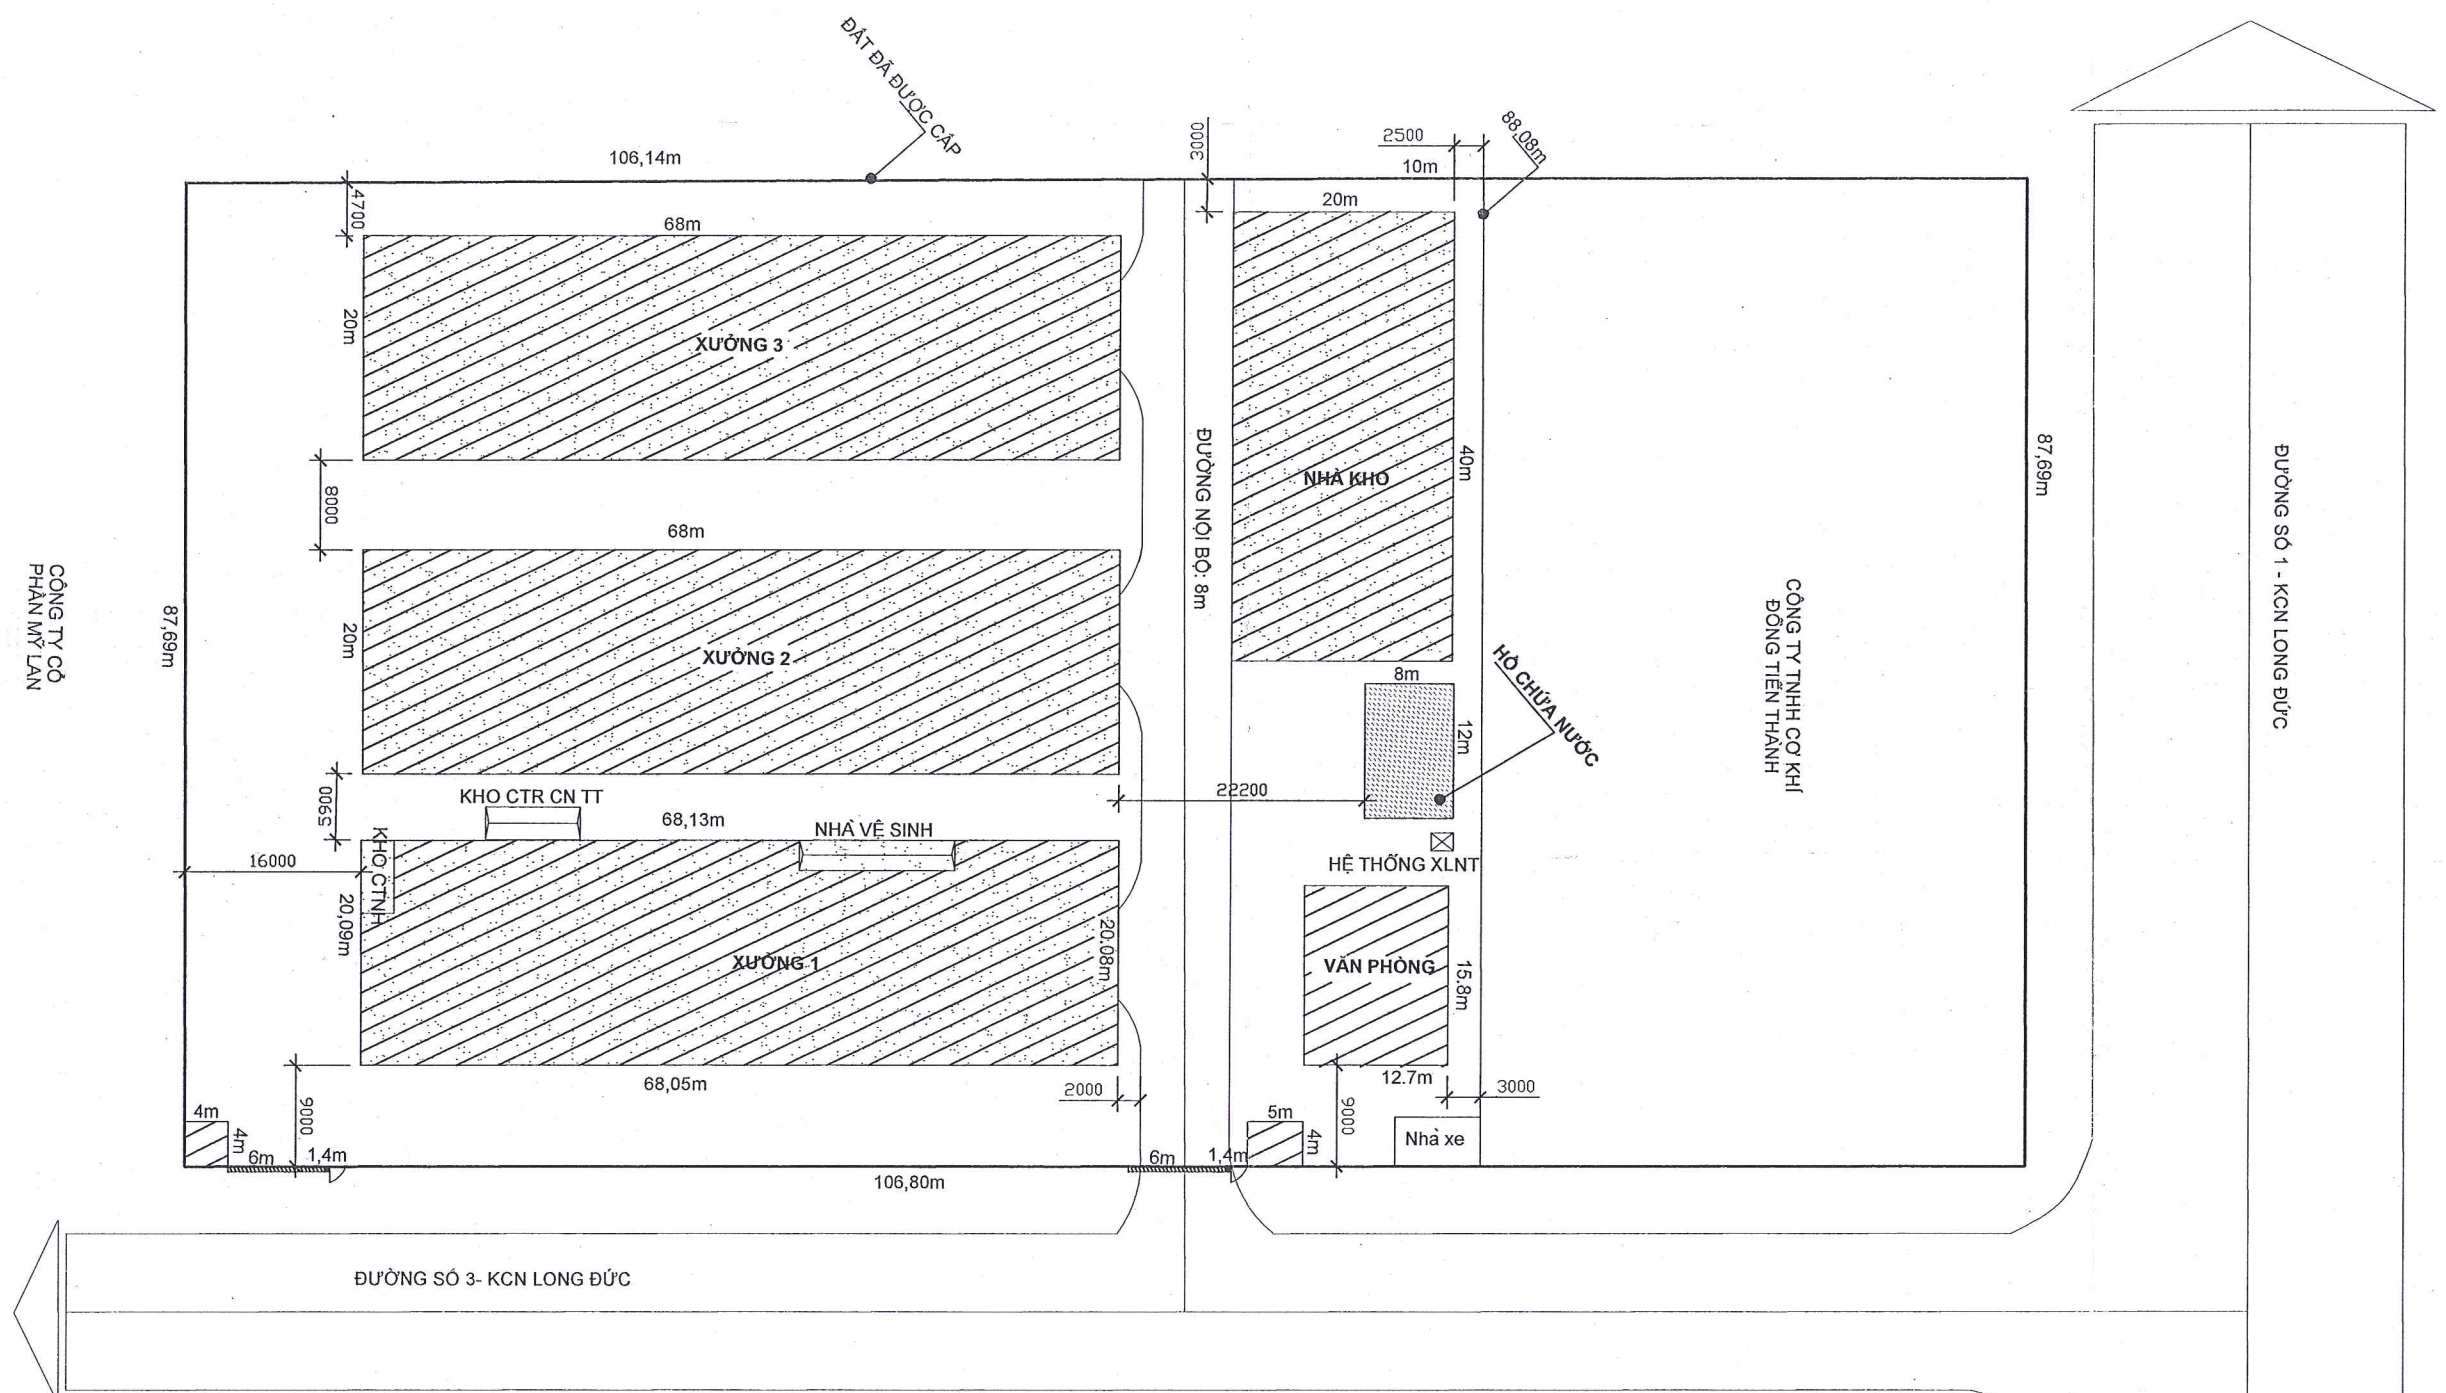 ĐẤT ĐÃ ĐƯỢC CẤP
106,14m
3000
2500
10m
88,08m
4700
68m
20m
20m
XƯỞNG 3
8000
ĐƯỜNG NỘI BỘ: 8m
NHÀ KHO
40m
87,69m
ĐƯỜNG SỐ 1 - KCN LONG ĐỨC
68m
20m
XƯỞNG 2
CÔNG TY CỔ
PHẦN MỸ LAN
87,69m
8m
12m
HỒ CHỨA NƯỚC
CÔNG TY TNHH CƠ KHÍ
ĐỒNG TIẾN THÀNH
5900
KHO CTR CN TT
68,13m
NHÀ VỆ SINH
22200
KHO CTNH
16000
20,09m
20.08m
XƯỞNG 1
HỆ THỐNG XLNT
VĂN PHÒNG
15.8m
68,05m
2000
12.7m
3000
9000
4m
4m
6m
1,4m
106,80m
6m
1,4m
5m
4m
9000
Nhà xe
ĐƯỜNG SỐ 3- KCN LONG ĐỨC